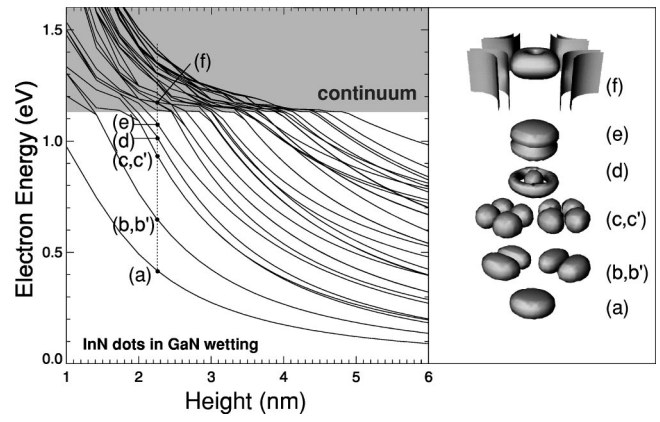 1.5
1.0
0.5
0.0
Electron Energy (eV)
(f)
continuum
(e)
(d)
(c,c')
(b,b')
(a)
InN dots in GaN wetting
1 2 3 4 5 6
Height (nm)
(f)
(e)
(d)
(c,c')
(b,b')
(a)